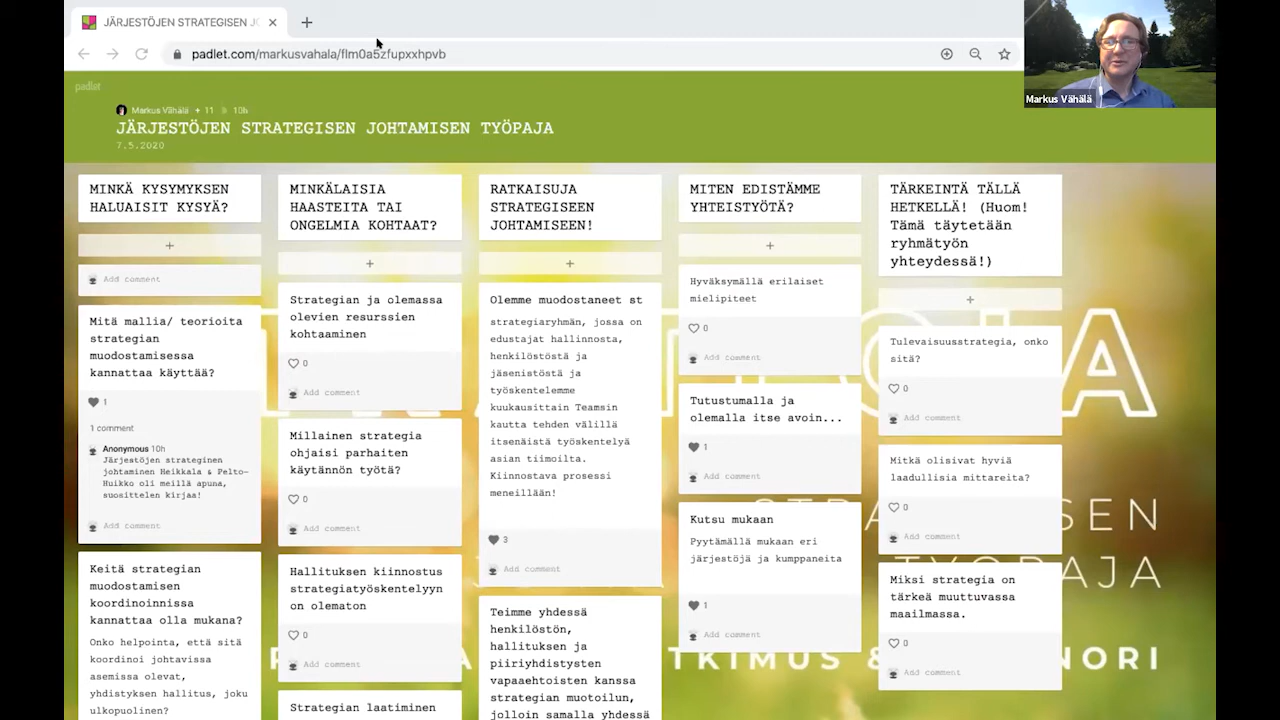 JÄRJESTÖJEN STRATEGISEN JO
padlet.com/markusvahala/flm0a5zfupxxhpvb
Markus Vähälä
padlet
Markus Vähälä + 11 10h
JÄRJESTÖJEN STRATEGISEN JOHTAMISEN TYÖPAJA
7.5.2020
MINKÄ KYSYMYKSEN
HALUAISIT KYSYÄ?
+
Add comment
Mitä mallia/ teorioita
strategian
muodostamisessa
kannattaa käyttää?
1
1 comment
Anonymous 10h
Järjestöjen strateginen
johtaminen Heikkala & Pelto-
Huikko oli meillä apuna,
suosittelen kirjaa!
Add comment
Keitä strategian
muodostamisen
koordinoinnissa
kannattaa olla mukana?
Onko helpointa, että sitä
koordinoi johtavissa
asemissa olevat,
yhdistyksen hallitus, joku
ulkopuolinen?
MINKÄLAISIA
HAASTEITA TAI
ONGELMIA KOHTAAT?
+
Strategian ja olemassa
olevien resurssien
kohtaaminen
0
Add comment
Millainen strategia
ohjaisi parhaiten
käytännön työtä?
0
Add comment
Hallituksen kiinnostus
strategiatyöskentelyyn
on olematon
0
Add comment
Strategian laatiminen
RATKAISUJA
STRATEGISEEN
JOHTAMISEEN!
+
Olemme muodostaneet st
strategiaryhmän, jossa on
edustajat hallinnosta,
henkilöstöstä ja
jäsenistöstä ja
työskentelemme
kuukausittain Teamsin
kautta tehden välillä
itsenäistä työskentelyä
asian tiimoilta.
Kiinnostava prosessi
meneillään!
3
Add comment
Teimme yhdessä
henkilöstön,
hallituksen ja
piiriyhdistysten
vapaaehtoisten kanssa
strategian muotoilun,
jolloin samalla yhdessä
MITEN EDISTÄMME
YHTEISTYÖTÄ?
+
Hyväksymällä erilaiset
mielipiteet
0
Add comment
Tutustumalla ja
olemalla itse avoin...
1
Add comment
Kutsu mukaan
Pyytämällä mukaan eri
järjestöjä ja kumppaneita
1
Add comment
TÄRKEINTÄ TÄLLÄ
HETKELLÄ! (Huom!
Tämä täytetään
ryhmätyön
yhteydessä!)
+
Tulevaisuusstrategia, onko
sitä?
0
Add comment
Mitkä olisivat hyviä
laadullisia mittareita?
0
Add comment
Miksi strategia on
tärkeä muuttuvassa
maailmassa.
0
Add comment